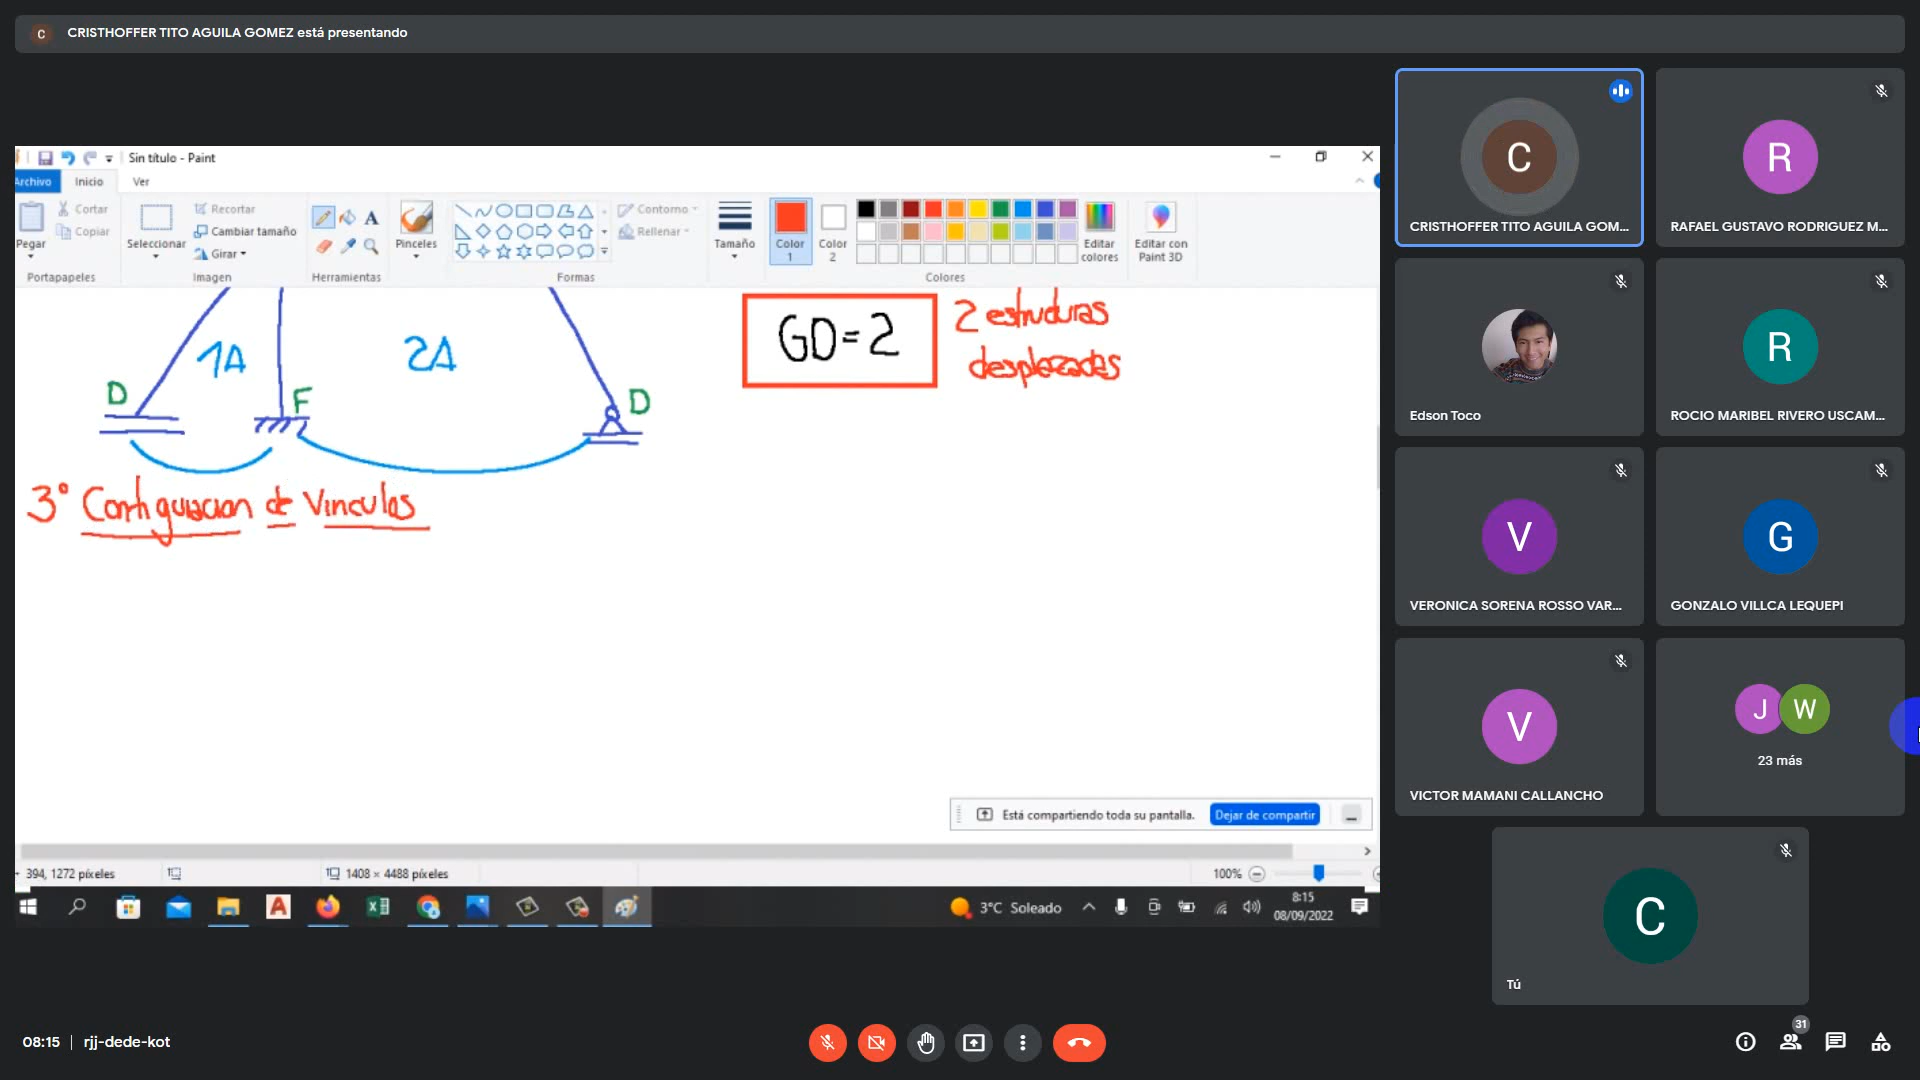 C CRISTHOFFER TITO AGUILA GOMEZ está presentando
Sin título - Paint
Archivo Inicio Ver
Pegar
Cortar
Copiar
Portapapeles
Seleccionar
Recortar
Cambiar tamaño
Girar
Imagen
A
Herramientas
Pinceles
Contorno
Rellenar
Formas
Tamaño
Color 1
Color 2
Editar colores
Editar con Paint 3D
Colores
1A
2A
D
F
D
GD=2
2 estructuras
desplazadas
3° Configuracion de Vinculos
Está compartiendo toda su pantalla. Dejar de compartir
394, 1272 píxeles
1408 × 4488 píxeles
100%
3°C Soleado
8:15
08/09/2022
C
CRISTHOFFER TITO AGUILA GOM...
R
RAFAEL GUSTAVO RODRIGUEZ M...
Edson Toco
R
ROCIO MARIBEL RIVERO USCAM...
V
VERONICA SORENA ROSSO VAR...
G
GONZALO VILLCA LEQUEPI
V
VICTOR MAMANI CALLANCHO
J W
23 más
C
Tú
08:15 | rjj-dede-kot
31